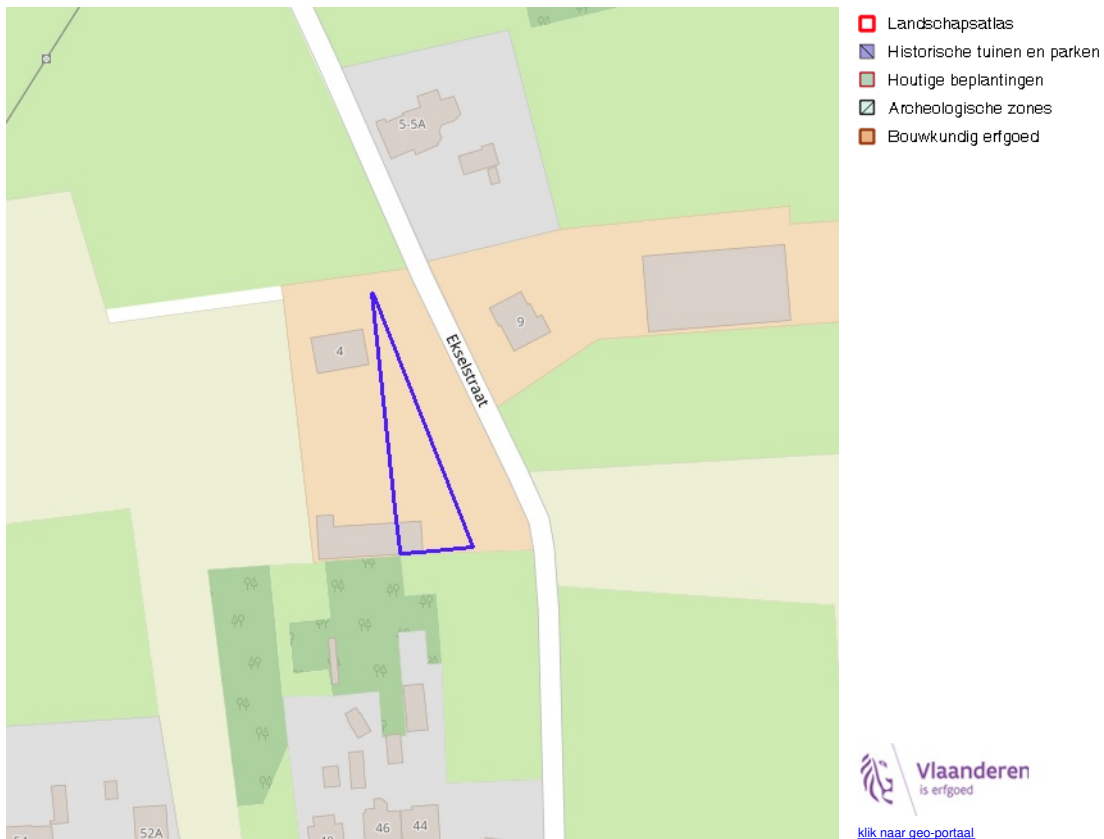 Landschapsatlas
Historische tuinen en parken
Houtige beplantingen
Archeologische zones
Bouwkundig erfgoed
5-5A
9
4
Ekselstraat
52A
46
44
Vlaanderen
is erfgoed
klik naar geo-portaal